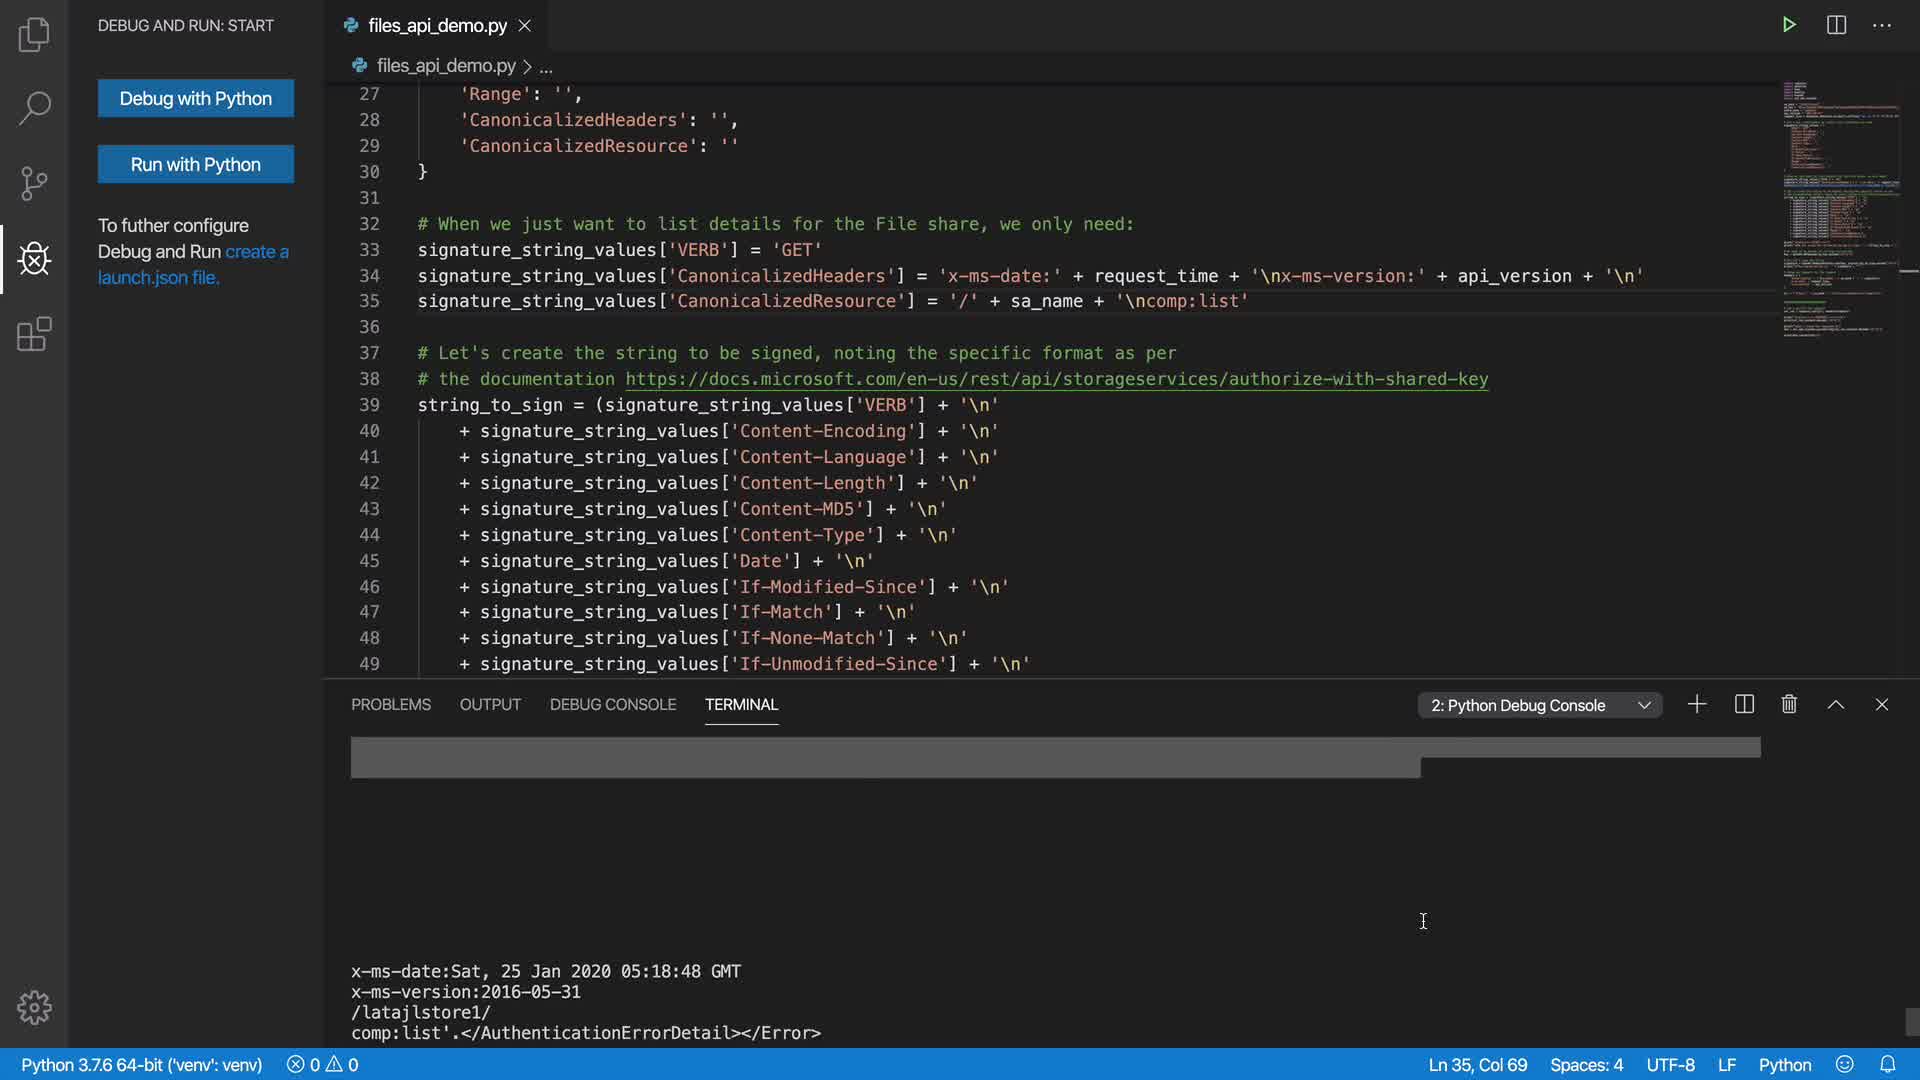 DEBUG AND RUN: START
Debug with Python
Run with Python
To futher configure
Debug and Run create a
launch.json file.
files_api_demo.py
files_api_demo.py > ...
27 'Range': '',
28 'CanonicalizedHeaders': '',
29 'CanonicalizedResource': ''
30 }
31
32 # When we just want to list details for the File share, we only need:
33 signature_string_values['VERB'] = 'GET'
34 signature_string_values['CanonicalizedHeaders'] = 'x-ms-date:' + request_time + '\nx-ms-version:' + api_version + '\n'
35 signature_string_values['CanonicalizedResource'] = '/' + sa_name + '\ncomp:list'
36
37 # Let's create the string to be signed, noting the specific format as per
38 # the documentation https://docs.microsoft.com/en-us/rest/api/storageservices/authorize-with-shared-key
39 string_to_sign = (signature_string_values['VERB'] + '\n'
40 + signature_string_values['Content-Encoding'] + '\n'
41 + signature_string_values['Content-Language'] + '\n'
42 + signature_string_values['Content-Length'] + '\n'
43 + signature_string_values['Content-MD5'] + '\n'
44 + signature_string_values['Content-Type'] + '\n'
45 + signature_string_values['Date'] + '\n'
46 + signature_string_values['If-Modified-Since'] + '\n'
47 + signature_string_values['If-Match'] + '\n'
48 + signature_string_values['If-None-Match'] + '\n'
49 + signature_string_values['If-Unmodified-Since'] + '\n'
PROBLEMS OUTPUT DEBUG CONSOLE TERMINAL 2: Python Debug Console
x-ms-date:Sat, 25 Jan 2020 05:18:48 GMT
x-ms-version:2016-05-31
/latajlstore1/
comp:list'.</AuthenticationErrorDetail></Error>
Python 3.7.6 64-bit ('venv': venv) 0 0 Ln 35, Col 69 Spaces: 4 UTF-8 LF Python